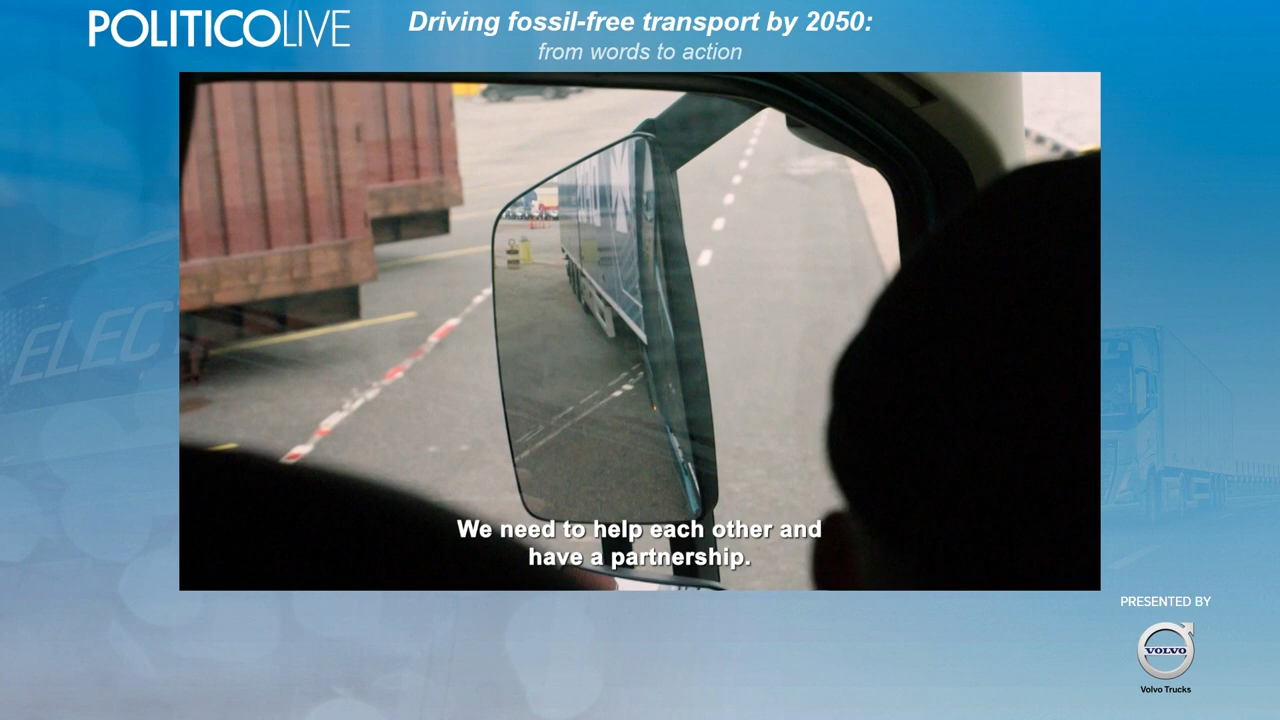 POLITICOLIVE
Driving fossil-free transport by 2050:
from words to action
ELEC
We need to help each other and
have a partnership.
PRESENTED BY
VOLVO
Volvo Trucks